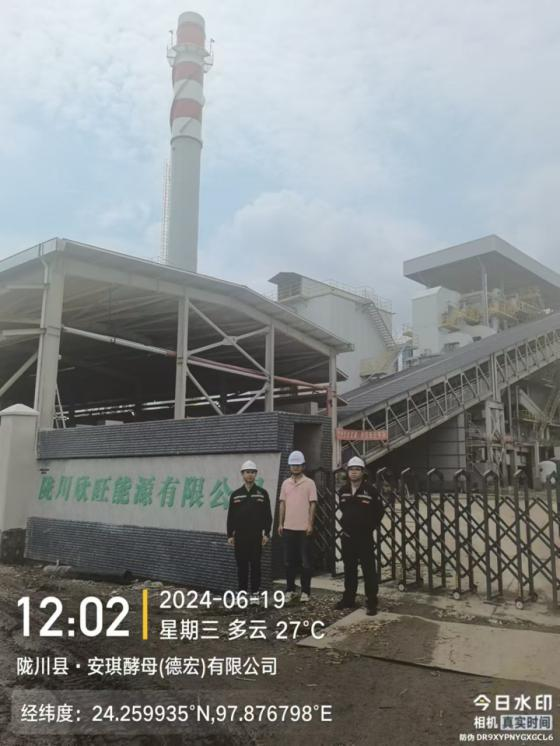 陇川欣旺能源有限公
12:02
2024-06-19
星期三 多云 27°C
陇川县·安琪酵母(德宏)有限公司
经纬度：24.259935°N,97.876798°E
今日水印
相机 真实时间
防伪 DR9XYPNYGXGCL6